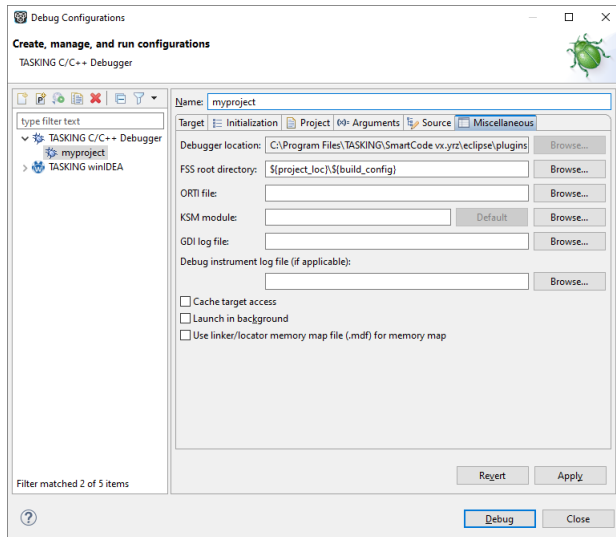 Debug Configurations
Create, manage, and run configurations
TASKING C/C++ Debugger
type filter text
TASKING C/C++ Debugger
myproject
TASKING winIDEA
Filter matched 2 of 5 items
Name: myproject
Target Initialization Project (x)= Arguments Source Miscellaneous
Debugger location: C:\Program Files\TASKING\SmartCode vx.yrz\eclipse\plugins Browse...
FSS root directory: ${project_loc}\${build_config} Browse...
ORTI file: Browse...
KSM module: Default Browse...
GDI log file: Browse...
Debug instrument log file (if applicable):
Browse...
Cache target access
Launch in background
Use linker/locator memory map file (.mdf) for memory map
Revert Apply
? Debug Close